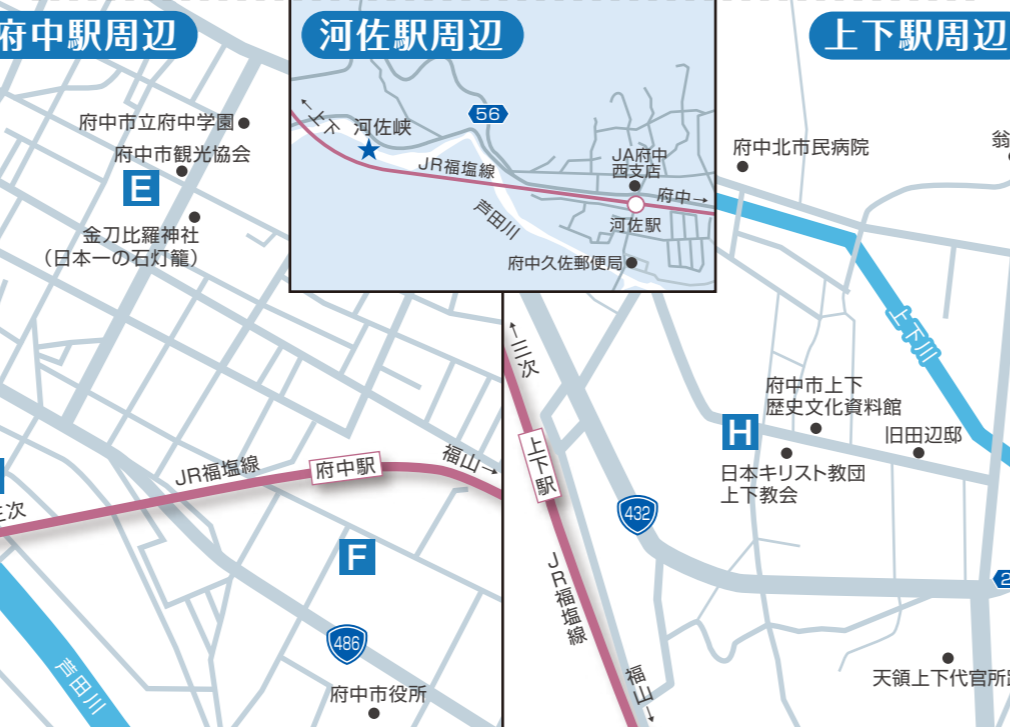 府中駅周辺
府中市立府中学園
府中市観光協会
E
金刀比羅神社
(日本一の石灯籠)
JR福塩線
府中駅
福山→
三次
F
486
府中市役所
芦田川
河佐駅周辺
←上下
河佐峡
56
JR福塩線
JA府中
西支店
府中→
河佐駅
芦田川
府中久佐郵便局
上下駅周辺
府中北市民病院
翁
上下川
←三次
上下駅
府中市上下
歴史文化資料館
H
旧田辺邸
日本キリスト教団
上下教会
432
JR福塩線
福山→
2
天領上下代官所跡